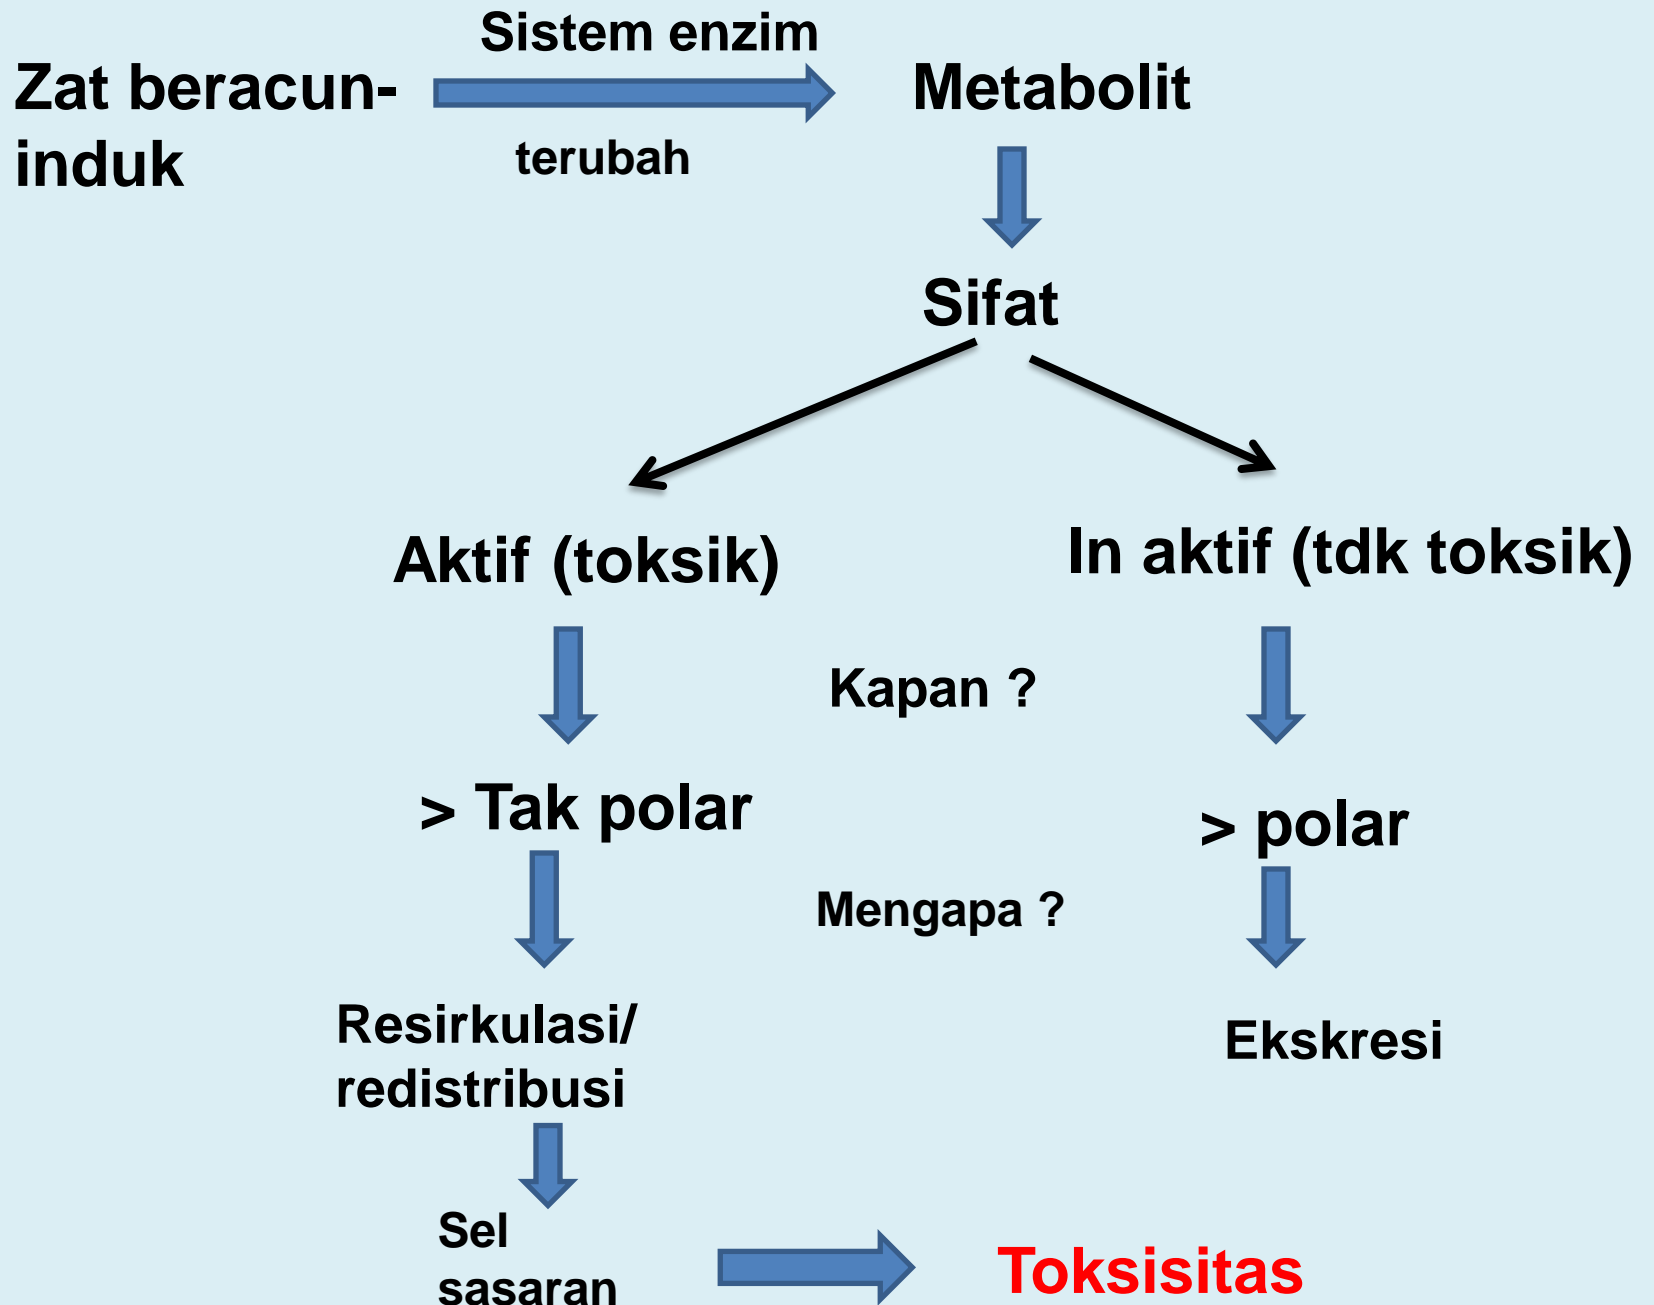 Sistem enzim
Zat beracun-
induk
terubah
Metabolit
Sifat
Aktif (toksik)
In aktif (tdk toksik)
Kapan ?
> Tak polar
> polar
Mengapa ?
Resirkulasi/
redistribusi
Ekskresi
Sel
sasaran
Toksisitas